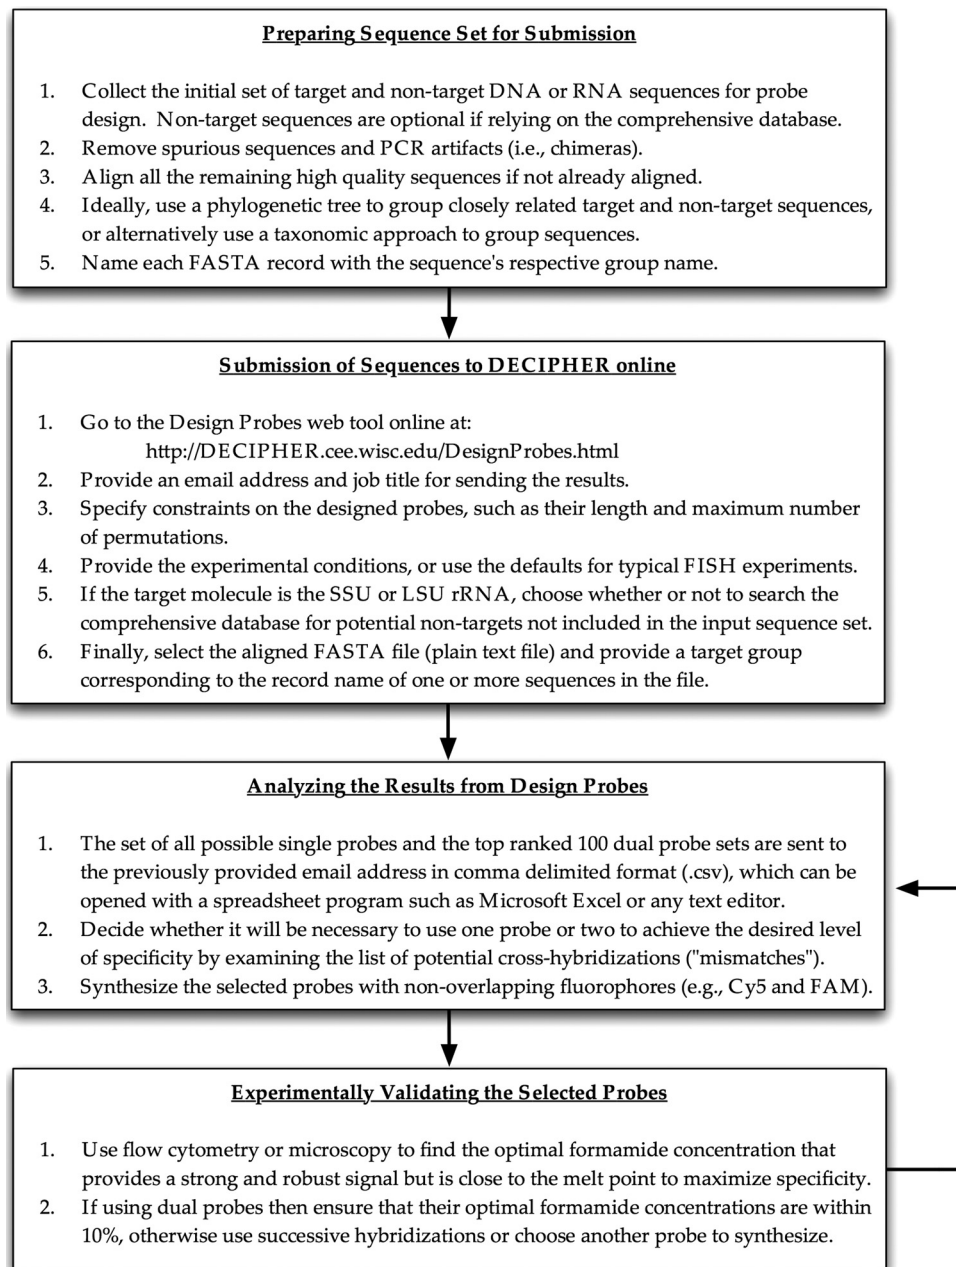 Preparing Sequence Set for Submission
1. Collect the initial set of target and non-target DNA or RNA sequences for probe
design. Non-target sequences are optional if relying on the comprehensive database.
2. Remove spurious sequences and PCR artifacts (i.e., chimeras).
3. Align all the remaining high quality sequences if not already aligned.
4. Ideally, use a phylogenetic tree to group closely related target and non-target sequences,
or alternatively use a taxonomic approach to group sequences.
5. Name each FASTA record with the sequence's respective group name.
Submission of Sequences to DECIPHER online
1. Go to the Design Probes web tool online at:
http://DECIPHER.cee.wisc.edu/DesignProbes.html
2. Provide an email address and job title for sending the results.
3. Specify constraints on the designed probes, such as their length and maximum number
of permutations.
4. Provide the experimental conditions, or use the defaults for typical FISH experiments.
5. If the target molecule is the SSU or LSU rRNA, choose whether or not to search the
comprehensive database for potential non-targets not included in the input sequence set.
6. Finally, select the aligned FASTA file (plain text file) and provide a target group
corresponding to the record name of one or more sequences in the file.
Analyzing the Results from Design Probes
1. The set of all possible single probes and the top ranked 100 dual probe sets are sent to
the previously provided email address in comma delimited format (.csv), which can be
opened with a spreadsheet program such as Microsoft Excel or any text editor.
2. Decide whether it will be necessary to use one probe or two to achieve the desired level
of specificity by examining the list of potential cross-hybridizations ("mismatches").
3. Synthesize the selected probes with non-overlapping fluorophores (e.g., Cy5 and FAM).
Experimentally Validating the Selected Probes
1. Use flow cytometry or microscopy to find the optimal formamide concentration that
provides a strong and robust signal but is close to the melt point to maximize specificity.
2. If using dual probes then ensure that their optimal formamide concentrations are within
10%, otherwise use successive hybridizations or choose another probe to synthesize.